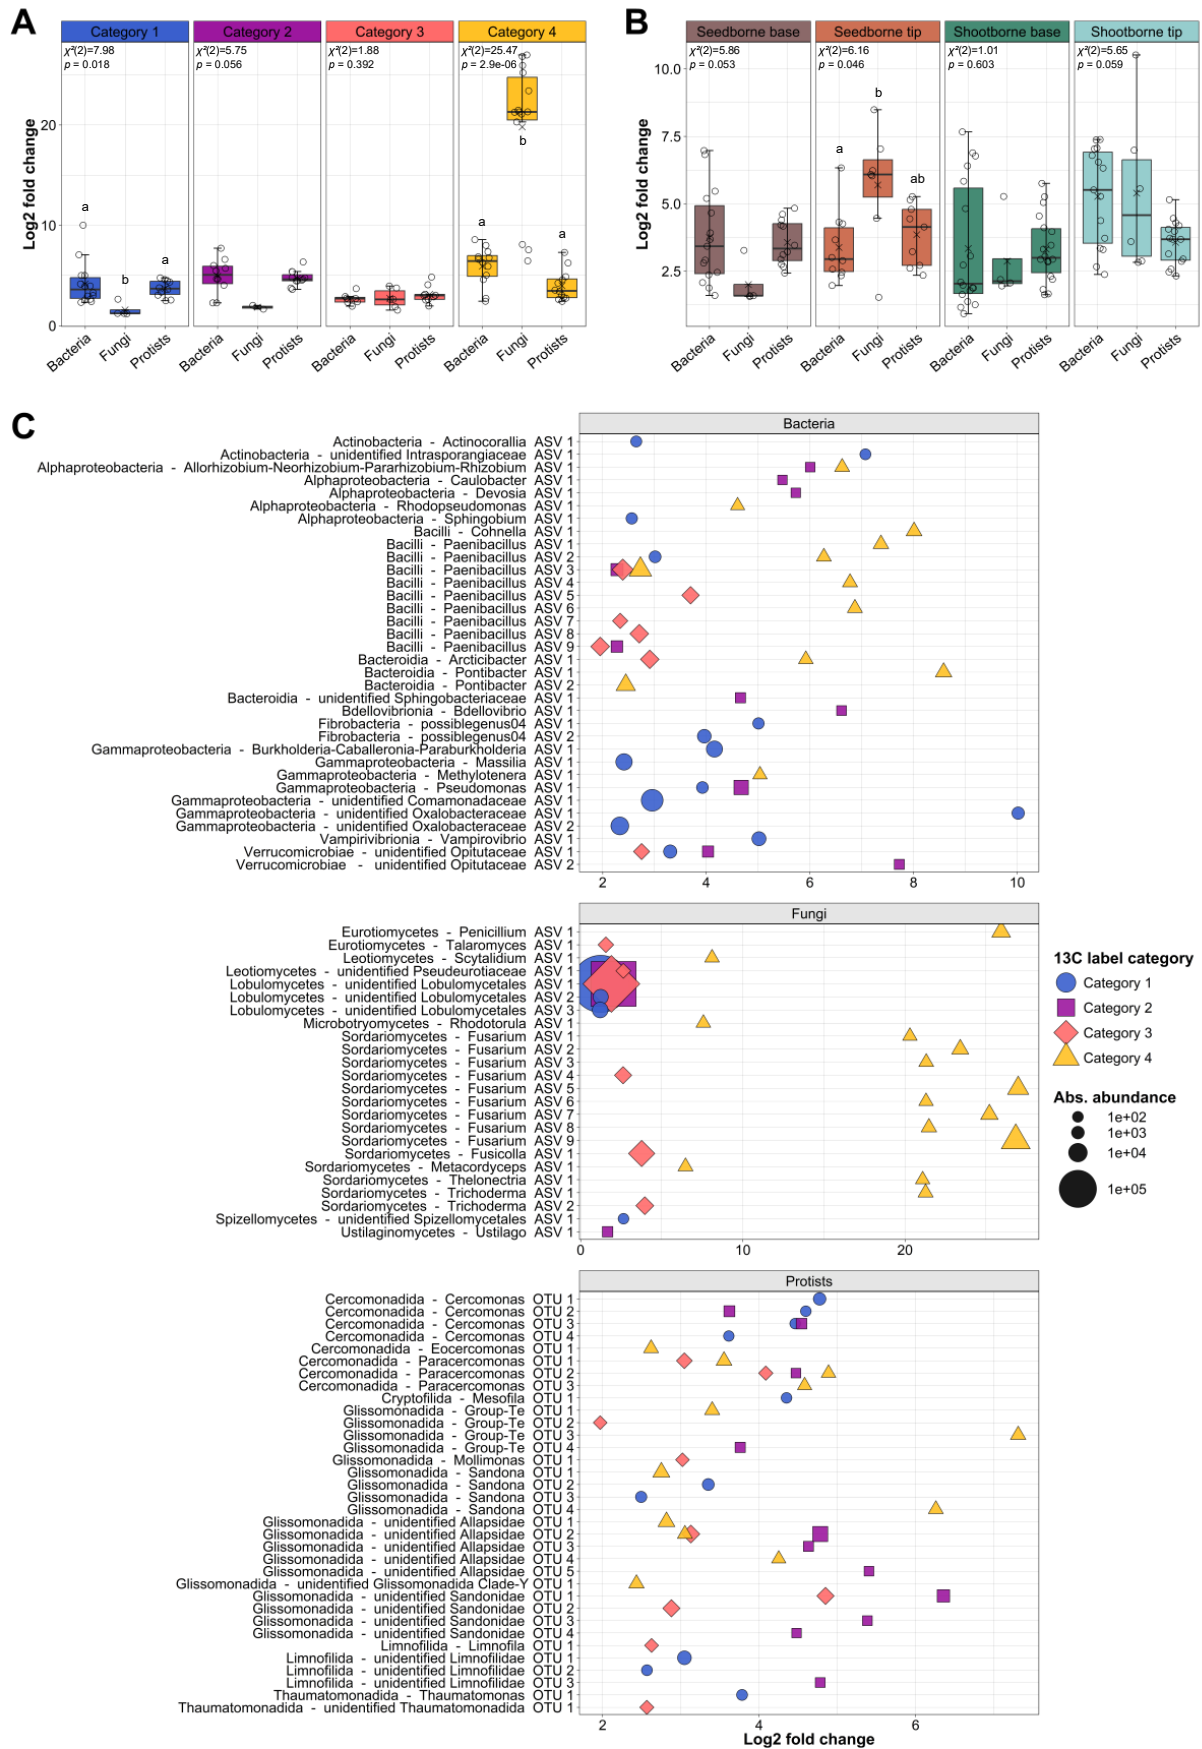 A
Category 1
Category 2
Category 3
Category 4
χ²(2)=7.98
p = 0.018
χ²(2)=5.75
p = 0.056
χ²(2)=1.88
p = 0.392
χ²(2)=25.47
p = 2.9e-06
Log2 fold change
20
10
0
a
b
a
a
b
a
Bacteria
Fungi
Protists
Bacteria
Fungi
Protists
Bacteria
Fungi
Protists
Bacteria
Fungi
Protists
B
Seedborne base
Seedborne tip
Shootborne base
Shootborne tip
χ²(2)=5.86
p = 0.053
χ²(2)=6.16
p = 0.046
χ²(2)=1.01
p = 0.603
χ²(2)=5.65
p = 0.059
Log2 fold change
10.0
7.5
5.0
2.5
a
b
ab
Bacteria
Fungi
Protists
Bacteria
Fungi
Protists
Bacteria
Fungi
Protists
Bacteria
Fungi
Protists
C
Bacteria
Actinobacteria - Actinocorallia ASV 1
Actinobacteria - unidentified Intrasporangiaceae ASV 1
Alphaproteobacteria - Allorhizobium-Neorhizobium-Pararhizobium-Rhizobium ASV 1
Alphaproteobacteria - Caulobacter ASV 1
Alphaproteobacteria - Devosia ASV 1
Alphaproteobacteria - Rhodopseudomonas ASV 1
Alphaproteobacteria - Sphingobium ASV 1
Bacilli - Cohnella ASV 1
Bacilli - Paenibacillus ASV 1
Bacilli - Paenibacillus ASV 2
Bacilli - Paenibacillus ASV 3
Bacilli - Paenibacillus ASV 4
Bacilli - Paenibacillus ASV 5
Bacilli - Paenibacillus ASV 6
Bacilli - Paenibacillus ASV 7
Bacilli - Paenibacillus ASV 8
Bacilli - Paenibacillus ASV 9
Bacteroidia - Arcticibacter ASV 1
Bacteroidia - Pontibacter ASV 1
Bacteroidia - Pontibacter ASV 2
Bacteroidia - unidentified Sphingobacteriaceae ASV 1
Bdellovibrionia - Bdellovibrio ASV 1
Fibrobacteria - possiblegenus04 ASV 1
Fibrobacteria - possiblegenus04 ASV 2
Gammaproteobacteria - Burkholderia-Caballeronia-Paraburkholderia ASV 1
Gammaproteobacteria - Massilia ASV 1
Gammaproteobacteria - Methylotenera ASV 1
Gammaproteobacteria - Pseudomonas ASV 1
Gammaproteobacteria - unidentified Comamonadaceae ASV 1
Gammaproteobacteria - unidentified Oxalobacteraceae ASV 1
Gammaproteobacteria - unidentified Oxalobacteraceae ASV 2
Vampirivibrionia - Vampirovibrio ASV 1
Verrucomicrobiae - unidentified Opitutaceae ASV 1
Verrucomicrobiae - unidentified Opitutaceae ASV 2
2
4
6
8
10
Fungi
Eurotiomycetes - Penicillium ASV 1
Eurotiomycetes - Talaromyces ASV 1
Leotiomycetes - Scytalidium ASV 1
Leotiomycetes - unidentified Pseudeurotiaceae ASV 1
Lobulomycetes - unidentified Lobulomycetales ASV 1
Lobulomycetes - unidentified Lobulomycetales ASV 2
Lobulomycetes - unidentified Lobulomycetales ASV 3
Microbotryomycetes - Rhodotorula ASV 1
Sordariomycetes - Fusarium ASV 1
Sordariomycetes - Fusarium ASV 2
Sordariomycetes - Fusarium ASV 3
Sordariomycetes - Fusarium ASV 4
Sordariomycetes - Fusarium ASV 5
Sordariomycetes - Fusarium ASV 6
Sordariomycetes - Fusarium ASV 7
Sordariomycetes - Fusarium ASV 8
Sordariomycetes - Fusarium ASV 9
Sordariomycetes - Fusicolla ASV 1
Sordariomycetes - Metacordyceps ASV 1
Sordariomycetes - Thelonectria ASV 1
Sordariomycetes - Trichoderma ASV 1
Sordariomycetes - Trichoderma ASV 2
Spizellomycetes - unidentified Spizellomycetales ASV 1
Ustilaginomycetes - Ustilago ASV 1
0
10
20
13C label category
Category 1
Category 2
Category 3
Category 4
Abs. abundance
1e+02
1e+03
1e+04
1e+05
Protists
Cercomonadida - Cercomonas OTU 1
Cercomonadida - Cercomonas OTU 2
Cercomonadida - Cercomonas OTU 3
Cercomonadida - Cercomonas OTU 4
Cercomonadida - Eocercomonas OTU 1
Cercomonadida - Paracercomonas OTU 1
Cercomonadida - Paracercomonas OTU 2
Cercomonadida - Paracercomonas OTU 3
Cryptofilida - Mesofila OTU 1
Glissomonadida - Group-Te OTU 1
Glissomonadida - Group-Te OTU 2
Glissomonadida - Group-Te OTU 3
Glissomonadida - Group-Te OTU 4
Glissomonadida - Mollimonas OTU 1
Glissomonadida - Sandona OTU 1
Glissomonadida - Sandona OTU 2
Glissomonadida - Sandona OTU 3
Glissomonadida - Sandona OTU 4
Glissomonadida - unidentified Allapsidae OTU 1
Glissomonadida - unidentified Allapsidae OTU 2
Glissomonadida - unidentified Allapsidae OTU 3
Glissomonadida - unidentified Allapsidae OTU 4
Glissomonadida - unidentified Allapsidae OTU 5
Glissomonadida - unidentified Glissomonadida Clade-Y OTU 1
Glissomonadida - unidentified Sandonidae OTU 1
Glissomonadida - unidentified Sandonidae OTU 2
Glissomonadida - unidentified Sandonidae OTU 3
Glissomonadida - unidentified Sandonidae OTU 4
Limnofilida - Limnofila OTU 1
Limnofilida - unidentified Limnofilidae OTU 1
Limnofilida - unidentified Limnofilidae OTU 2
Limnofilida - unidentified Limnofilidae OTU 3
Thaumatomonadida - Thaumatomonas OTU 1
Thaumatomonadida - unidentified Thaumatomonadida OTU 1
2
4
6
Log2 fold change